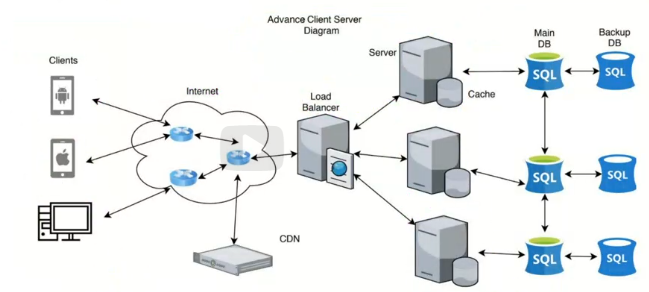 Advance Client Server
Diagram
Clients
Internet
Load
Balancer
Server
Cache
Main
DB
Backup
DB
SQL
SQL
SQL
SQL
SQL
SQL